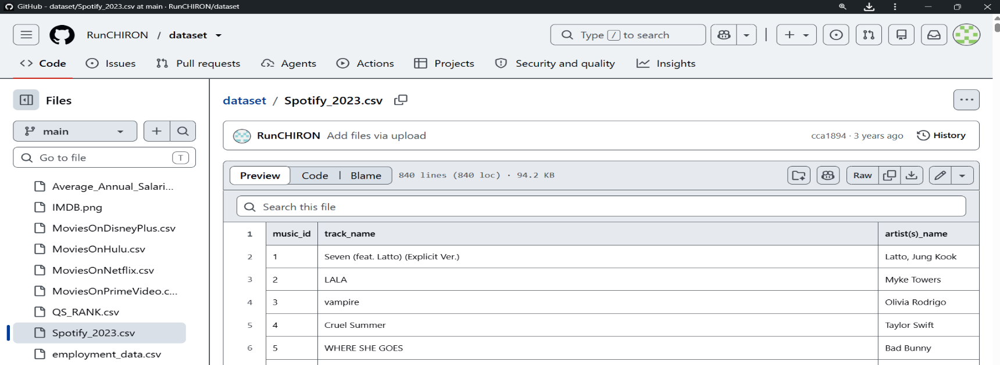 GitHub - dataset/Spotify_2023.csv at main · RunCHIRON/dataset
RunCHIRON / dataset
Type / to search
Code Issues Pull requests Agents Actions Projects Security and quality Insights
Files
main
Go to file T
Average_Annual_Salari...
IMDB.png
MoviesOnDisneyPlus.csv
MoviesOnHulu.csv
MoviesOnNetflix.csv
MoviesOnPrimeVideo.c...
QS_RANK.csv
Spotify_2023.csv
employment_data.csv
dataset / Spotify_2023.csv
RunCHIRON Add files via upload cca1894 · 3 years ago History
Preview Code | Blame 840 lines (840 loc) · 94.2 KB Raw
Search this file
1 music_id track_name artist(s)_name
2 1 Seven (feat. Latto) (Explicit Ver.) Latto, Jung Kook
3 2 LALA Myke Towers
4 3 vampire Olivia Rodrigo
5 4 Cruel Summer Taylor Swift
6 5 WHERE SHE GOES Bad Bunny